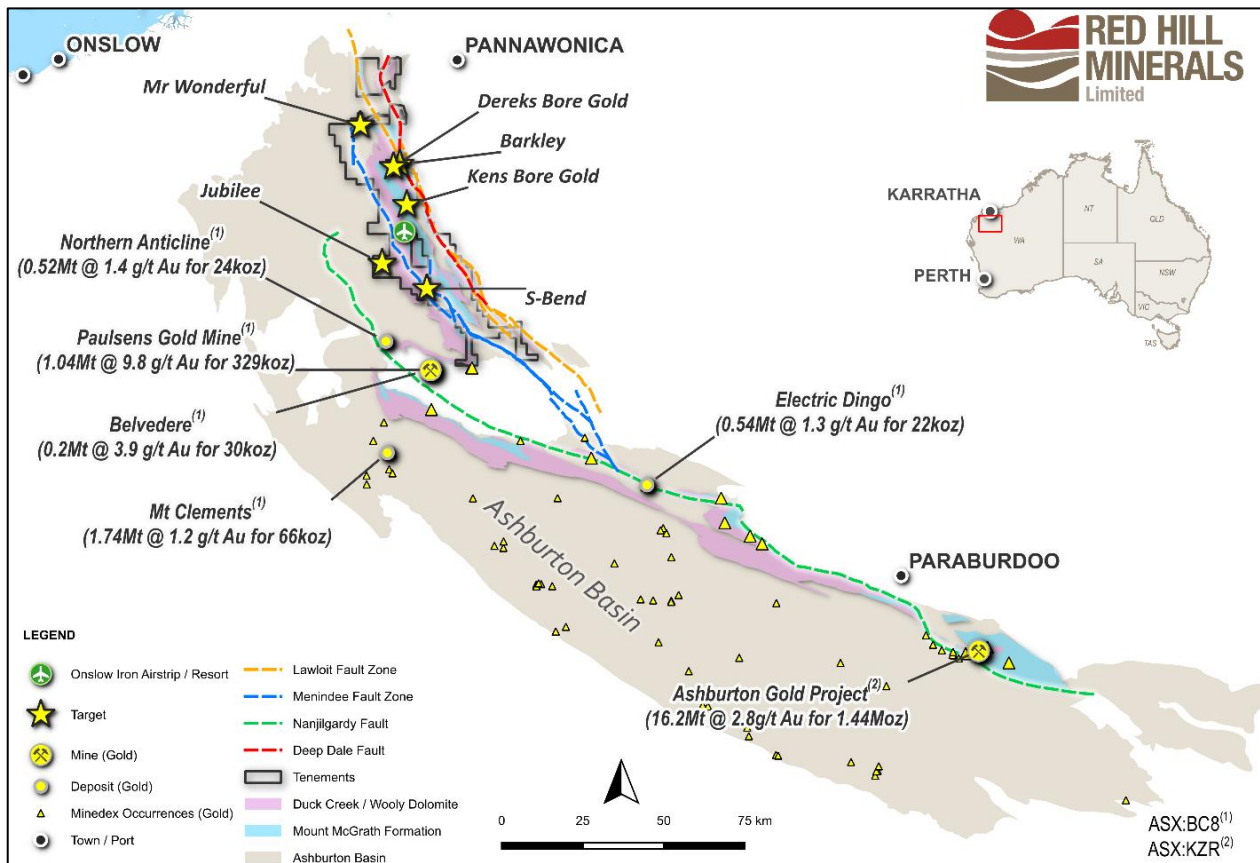 ONSLOW
PANNAWONICA
RED HILL
MINERALS
Limited
Mr Wonderful
Dereks Bore Gold
Barkley
Kens Bore Gold
Jubilee
Northern Anticline(1)
(0.52Mt @ 1.4 g/t Au for 24koz)
S-Bend
Paulsens Gold Mine(1)
(1.04Mt @ 9.8 g/t Au for 329koz)
Belvedere(1)
(0.2Mt @ 3.9 g/t Au for 30koz)
Mt Clements(1)
(1.74Mt @ 1.2 g/t Au for 66koz)
Electric Dingo(1)
(0.54Mt @ 1.3 g/t Au for 22koz)
Ashburton Basin
PARABURDOO
Ashburton Gold Project(2)
(16.2Mt @ 2.8g/t Au for 1.44Moz)
KARRATHA
PERTH
WA
NT
SA
QLD
NSW
VIC
TAS
LEGEND
Onslow Iron Airstrip / Resort
Target
Mine (Gold)
Deposit (Gold)
Minedex Occurrences (Gold)
Town / Port
Lawloit Fault Zone
Menindee Fault Zone
Nanjilgardy Fault
Deep Dale Fault
Tenements
Duck Creek / Wooly Dolomite
Mount McGrath Formation
Ashburton Basin
0 25 50 75 km
ASX:BC8(1)
ASX:KZR(2)